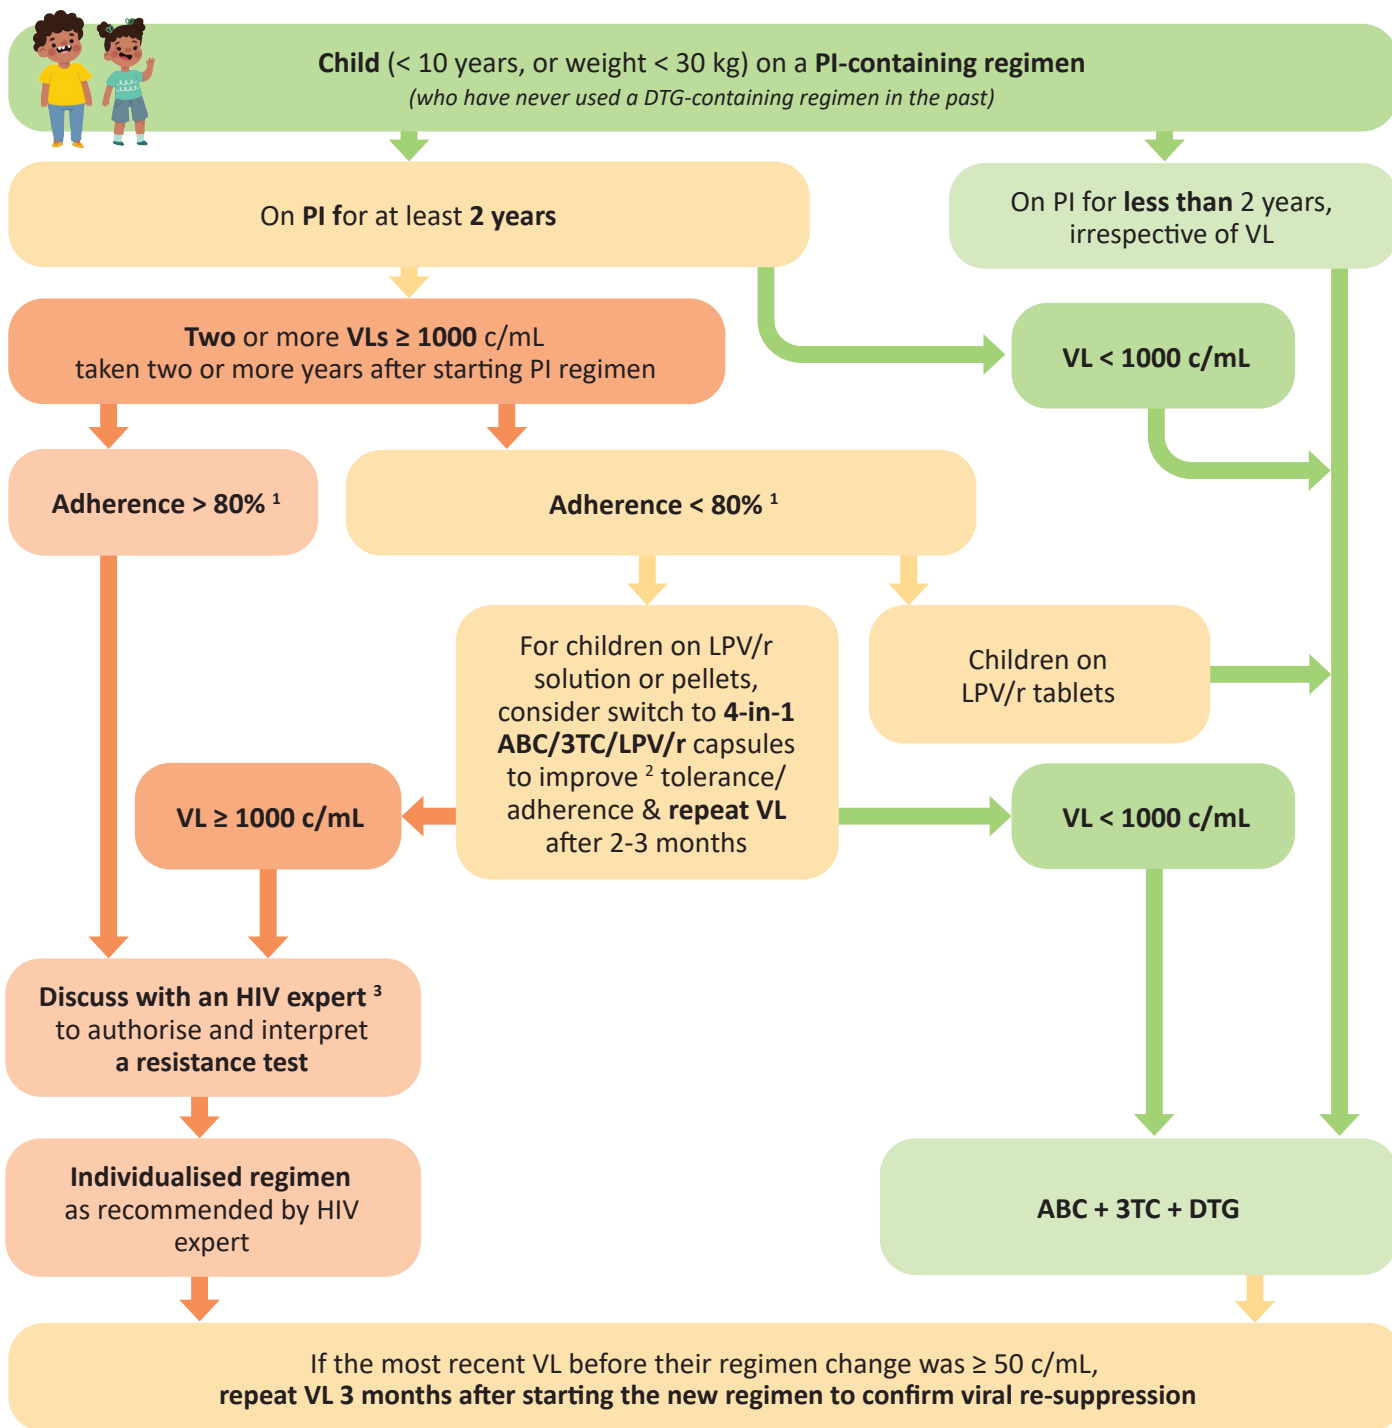 Child (< 10 years, or weight < 30 kg) on a PI-containing regimen
(who have never used a DTG-containing regimen in the past)
On PI for at least 2 years
On PI for less than 2 years,
irrespective of VL
Two or more VLs ≥ 1000 c/mL
taken two or more years after starting PI regimen
VL < 1000 c/mL
Adherence > 80% 1
Adherence < 80% 1
For children on LPV/r
solution or pellets,
consider switch to 4-in-1
ABC/3TC/LPV/r capsules
to improve 2 tolerance/
adherence & repeat VL
after 2-3 months
Children on
LPV/r tablets
VL ≥ 1000 c/mL
VL < 1000 c/mL
Discuss with an HIV expert 3
to authorise and interpret
a resistance test
Individualised regimen
as recommended by HIV
expert
ABC + 3TC + DTG
If the most recent VL before their regimen change was ≥ 50 c/mL,
repeat VL 3 months after starting the new regimen to confirm viral re-suppression